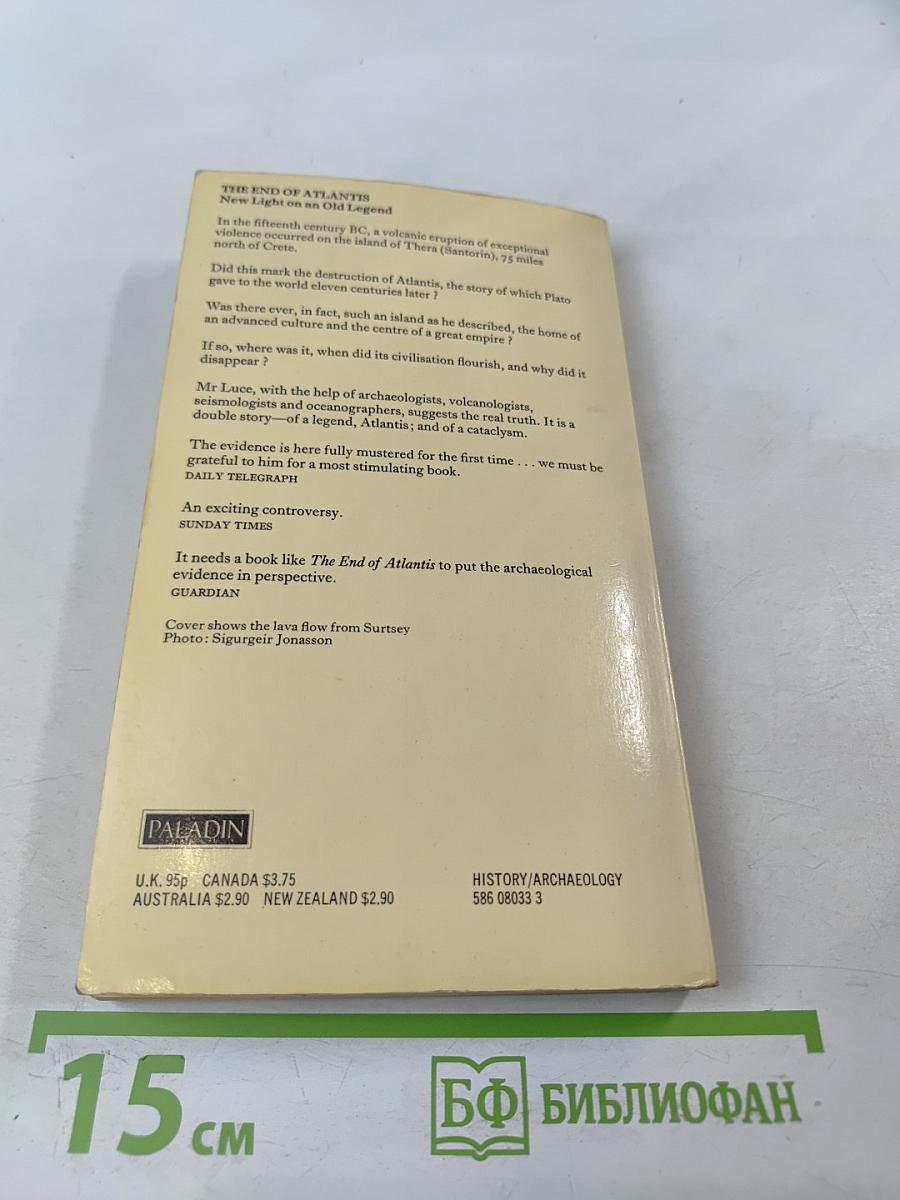 THE END OF ATLANTIS
New Light on an Old Legend
In the fifteenth century BC, a volcanic eruption of exceptional
violence occurred on the island of Thera (Santorin), 75 miles
north of Crete.
Did this mark the destruction of Atlantis, the story of which Plato
gave to the world eleven centuries later ?
Was there ever, in fact, such an island as he described, the home of
an advanced culture and the centre of a great empire ?
If so, where was it, when did its civilisation flourish, and why did it
disappear ?
Mr Luce, with the help of archaeologists, volcanologists,
seismologists and oceanographers, suggests the real truth. It is a
double story—of a legend, Atlantis; and of a cataclysm.
The evidence is here fully mustered for the first time . . . we must be
grateful to him for a most stimulating book.
DAILY TELEGRAPH
An exciting controversy.
SUNDAY TIMES
It needs a book like The End of Atlantis to put the archaeological
evidence in perspective.
GUARDIAN
Cover shows the lava flow from Surtsey
Photo: Sigurgeir Jonasson
PALADIN
U.K. 95p CANADA $3.75
AUSTRALIA $2.90 NEW ZEALAND $2.90
HISTORY/ARCHAEOLOGY
586 08033 3
15 см
БФ БИБЛИОФАН